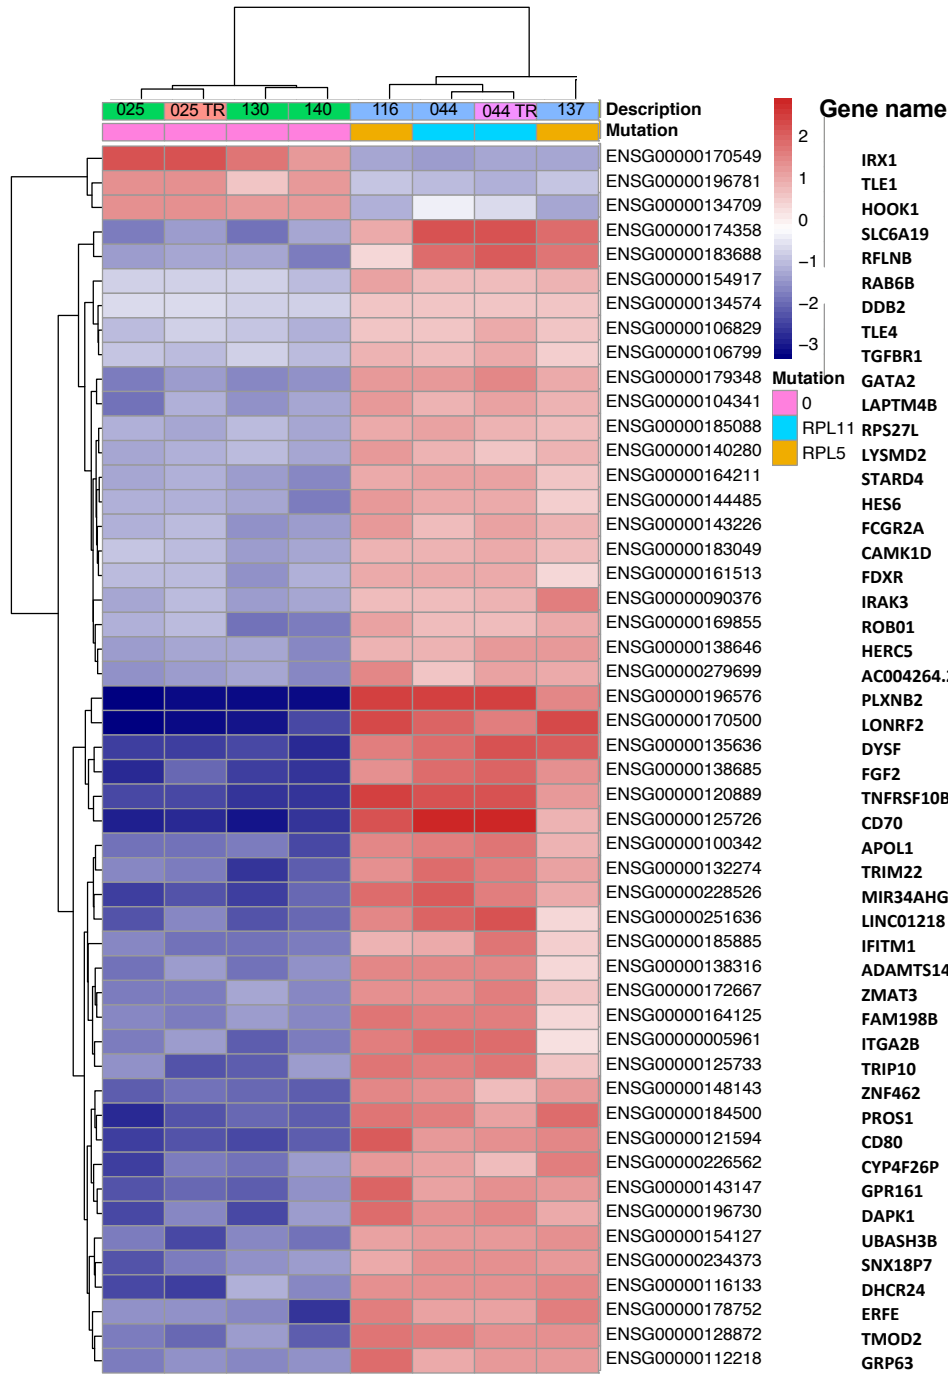 025 025 TR 130 140 116 044 044 TR 137 Description Gene name
Mutation
ENSG00000170549 IRX1
ENSG00000196781 TLE1
ENSG00000134709 HOOK1
ENSG00000174358 SLC6A19
ENSG00000183688 RFLNB
ENSG00000154917 RAB6B
ENSG00000134574 DDB2
ENSG00000106829 TLE4
ENSG00000106799 TGFBR1
ENSG00000179348 GATA2
ENSG00000104341 LAPTM4B
ENSG00000185088 RPS27L
ENSG00000140280 LYSMD2
ENSG00000164211 STARD4
ENSG00000144485 HES6
ENSG00000143226 FCGR2A
ENSG00000183049 CAMK1D
ENSG00000161513 FDXR
ENSG00000090376 IRAK3
ENSG00000169855 ROB01
ENSG00000138646 HERC5
ENSG00000279699 AC004264.
ENSG00000196576 PLXNB2
ENSG00000170500 LONRF2
ENSG00000135636 DYSF
ENSG00000138685 FGF2
ENSG00000120889 TNFRSF10B
ENSG00000125726 CD70
ENSG00000100342 APOL1
ENSG00000132274 TRIM22
ENSG00000228526 MIR34AHG
ENSG00000251636 LINC01218
ENSG00000185885 IFITM1
ENSG00000138316 ADAMTS14
ENSG00000172667 ZMAT3
ENSG00000164125 FAM198B
ENSG00000005961 ITGA2B
ENSG00000125733 TRIP10
ENSG00000148143 ZNF462
ENSG00000184500 PROS1
ENSG00000121594 CD80
ENSG00000226562 CYP4F26P
ENSG00000143147 GPR161
ENSG00000196730 DAPK1
ENSG00000154127 UBASH3B
ENSG00000234373 SNX18P7
ENSG00000116133 DHCR24
ENSG00000178752 ERFE
ENSG00000128872 TMOD2
ENSG00000112218 GRP63
2
1
0
−1
−2
−3
Mutation
0
RPL11
RPL5